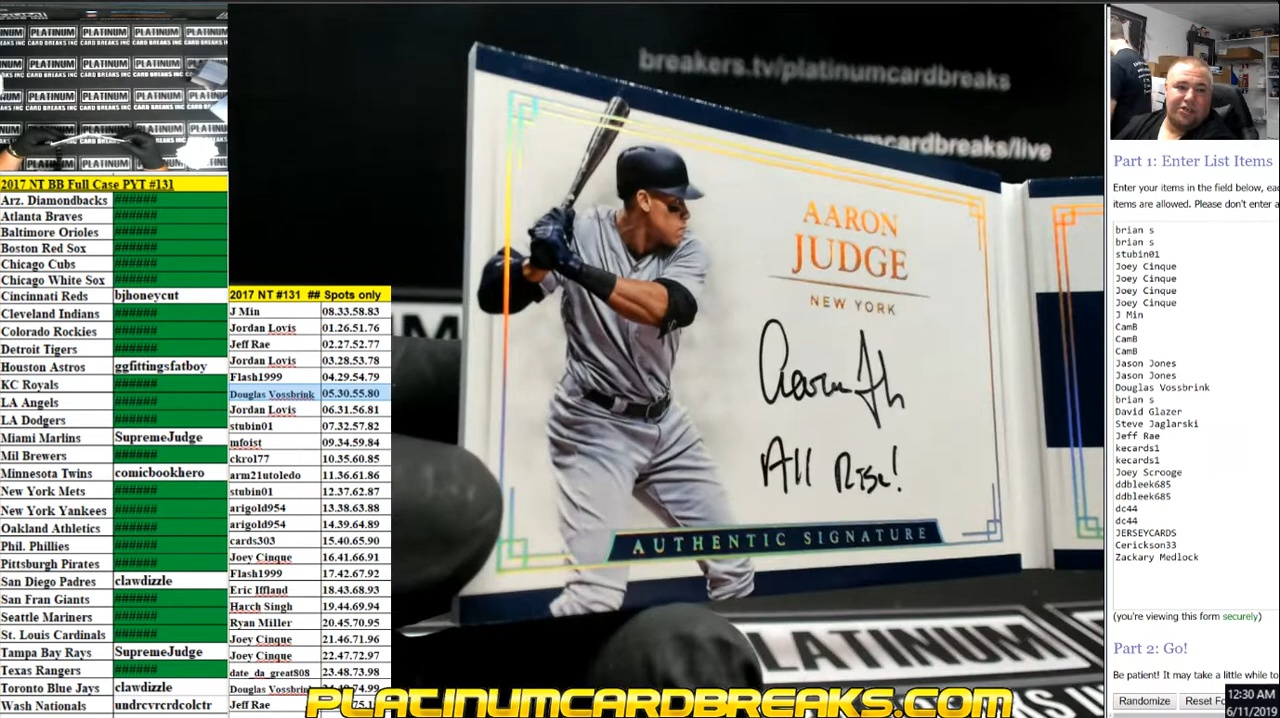 PLATINUM
CARD BREAKS INC
2017 NT BB Full Case PYT #131
Arz. Diamondbacks ######
Atlanta Braves ######
Baltimore Orioles ######
Boston Red Sox ######
Chicago Cubs ######
Chicago White Sox ######
Cincinnati Reds bjhoneycut
Cleveland Indians ######
Colorado Rockies ######
Detroit Tigers ######
Houston Astros ggfittingsfatboy
KC Royals ######
LA Angels ######
LA Dodgers ######
Miami Marlins SupremeJudge
Mil Brewers ######
Minnesota Twins comicbookhero
New York Mets ######
New York Yankees ######
Oakland Athletics ######
Phil. Phillies ######
Pittsburgh Pirates ######
San Diego Padres clawdizzle
San Fran Giants ######
Seattle Mariners ######
St. Louis Cardinals ######
Tampa Bay Rays SupremeJudge
Texas Rangers ######
Toronto Blue Jays clawdizzle
Wash Nationals undrcvrcrdcolctr
2017 NT #131 ## Spots only
J Min 08.33.58.83
Jordan Lovis 01.26.51.76
Jeff Rae 02.27.52.77
Jordan Lovis 03.28.53.78
Flash1999 04.29.54.79
Douglas Vossbrink 05.30.55.80
Jordan Lovis 06.31.56.81
stubin01 07.32.57.82
mfoist 09.34.59.84
ckrol77 10.35.60.85
arm21utoledo 11.36.61.86
stubin01 12.37.62.87
arigold954 13.38.63.88
arigold954 14.39.64.89
cards303 15.40.65.90
Joey Cinque 16.41.66.91
Flash1999 17.42.67.92
Eric Iffland 18.43.68.93
Harch Singh 19.44.69.94
Ryan Miller 20.45.70.95
Joey Cinque 21.46.71.96
Joey Cinque 22.47.72.97
date_da_great808 23.48.73.98
Douglas Vossbrink
Jeff Rae
breakers.tv/platinumcardbreaks
/live
AARON
JUDGE
NEW YORK
All Rise!
AUTHENTIC SIGNATURE
PLATINUM
PLATINUMCARDBREAKS.COM
Part 1: Enter List Items
Enter your items in the field below, ea
items are allowed. Please don't enter a
brian s
brian s
stubin01
Joey Cinque
Joey Cinque
Joey Cinque
Joey Cinque
J Min
CamB
CamB
CamB
Jason Jones
Jason Jones
Douglas Vossbrink
brian s
David Glazer
Steve Jaglarski
Jeff Rae
kecards1
kecards1
Joey Scrooge
ddbleek685
ddbleek685
dc44
dc44
JERSEYCARDS
Cerickson33
Zackary Medlock
(you're viewing this form securely)
Part 2: Go!
Be patient! It may take a little while to
Randomize Reset Fo
12:30 AM
6/11/2019